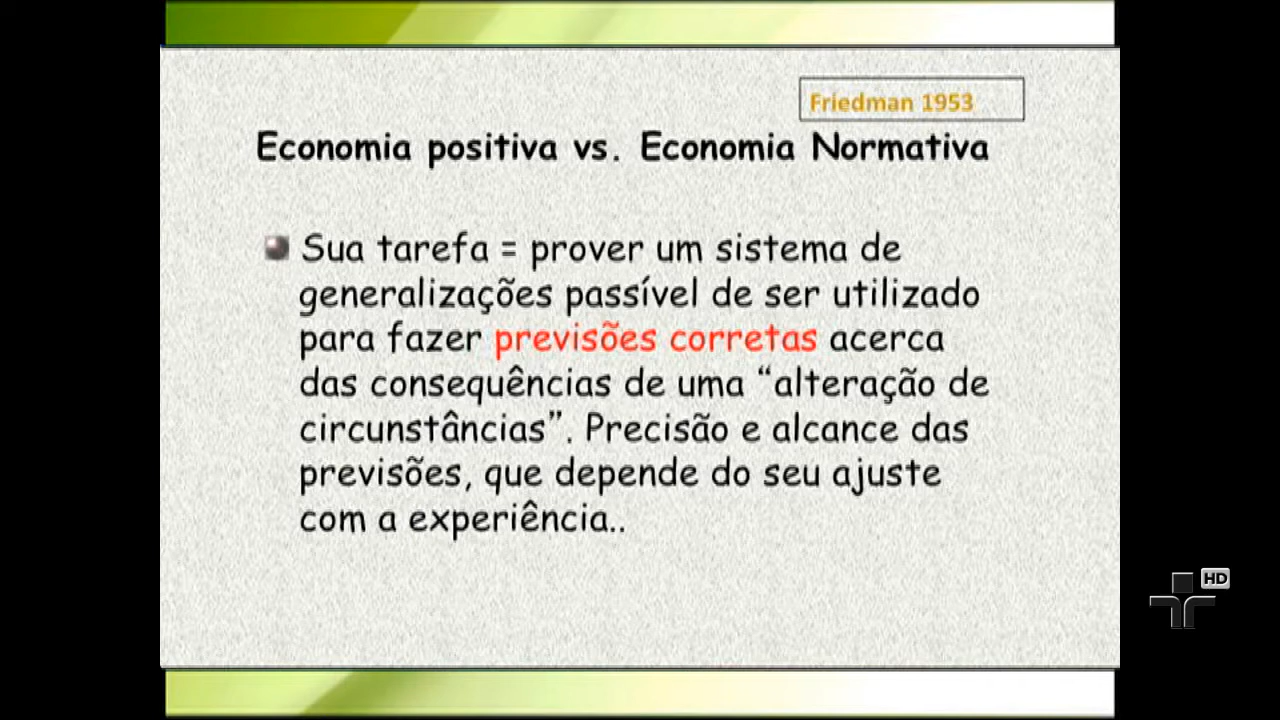 Friedman 1953
Economia positiva vs. Economia Normativa
Sua tarefa = prover um sistema de
generalizações passível de ser utilizado
para fazer previsões corretas acerca
das consequências de uma “alteração de
circunstâncias”. Precisão e alcance das
previsões, que depende do seu ajuste
com a experiência..
HD